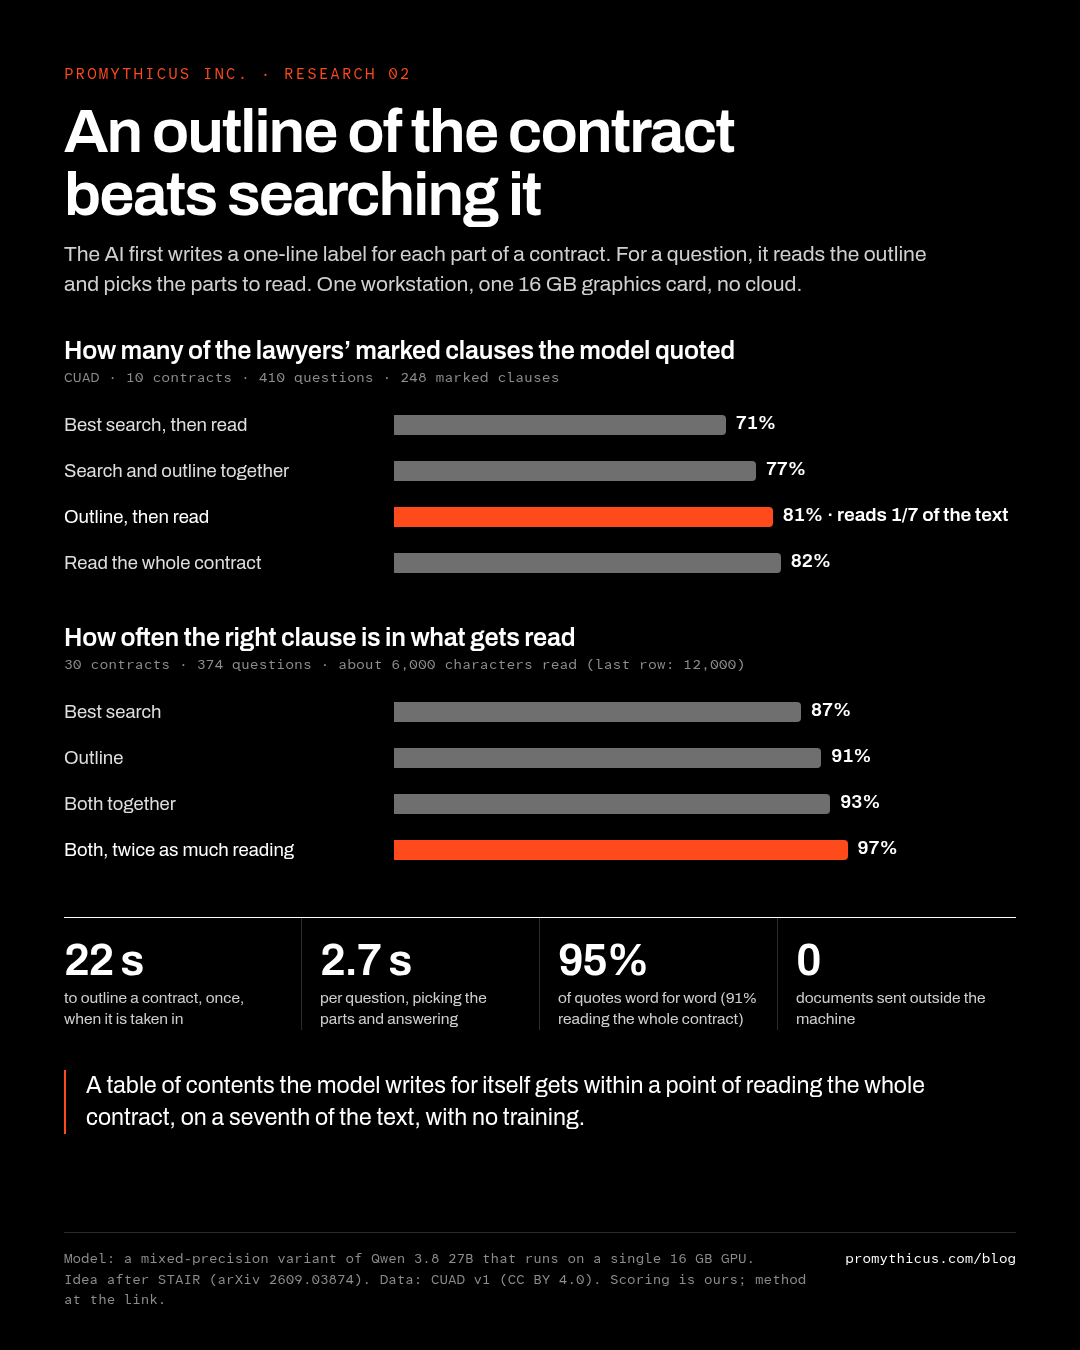 PROMYTHICUS INC. · RESEARCH 02
An outline of the contract
beats searching it
The AI first writes a one-line label for each part of a contract. For a question, it reads the outline
and picks the parts to read. One workstation, one 16 GB graphics card, no cloud.
How many of the lawyers’ marked clauses the model quoted
CUAD · 10 contracts · 410 questions · 248 marked clauses
Best search, then read 71%
Search and outline together 77%
Outline, then read 81% · reads 1/7 of the text
Read the whole contract 82%
How often the right clause is in what gets read
30 contracts · 374 questions · about 6,000 characters read (last row: 12,000)
Best search 87%
Outline 91%
Both together 93%
Both, twice as much reading 97%
22 s
to outline a contract, once,
when it is taken in
2.7 s
per question, picking the
parts and answering
95%
of quotes word for word (91%
reading the whole contract)
0
documents sent outside the
machine
A table of contents the model writes for itself gets within a point of reading the whole
contract, on a seventh of the text, with no training.
Model: a mixed-precision variant of Qwen 3.8 27B that runs on a single 16 GB GPU.
Idea after STAIR (arXiv 2609.03874). Data: CUAD v1 (CC BY 4.0). Scoring is ours; method
at the link.
promythicus.com/blog